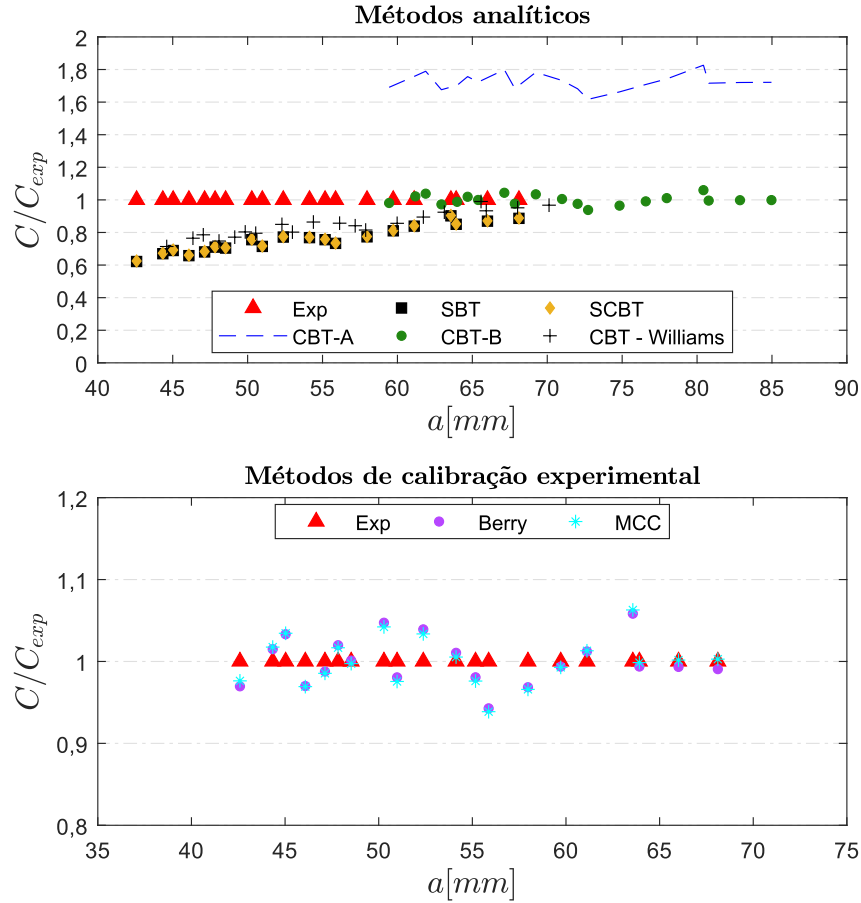 Métodos analíticos
2
1,8
1,6
1,4
1,2
1
0,8
0,6
0,4
0,2
0
C/C_exp
Exp SBT SCBT
CBT-A CBT-B CBT - Williams
40 45 50 55 60 65 70 75 80 85 90
a[mm]
Métodos de calibração experimental
1,2
Exp Berry MCC
1,1
1
0,9
0,8
C/C_exp
35 40 45 50 55 60 65 70 75
a[mm]